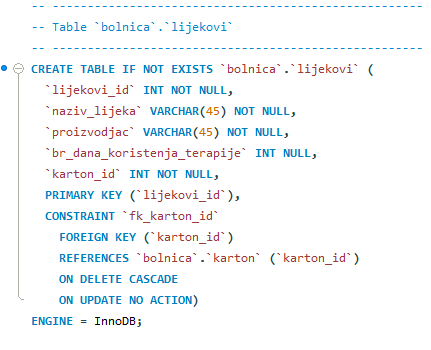 -- -----------------------------------------------------
-- Table `bolnica`.`lijekovi`
-- -----------------------------------------------------
CREATE TABLE IF NOT EXISTS `bolnica`.`lijekovi` (
`lijekovi_id` INT NOT NULL,
`naziv_lijeka` VARCHAR(45) NOT NULL,
`proizvodjac` VARCHAR(45) NOT NULL,
`br_dana_koristenja_terapije` INT NULL,
`karton_id` INT NOT NULL,
PRIMARY KEY (`lijekovi_id`),
CONSTRAINT `fk_karton_id`
FOREIGN KEY (`karton_id`)
REFERENCES `bolnica`.`karton` (`karton_id`)
ON DELETE CASCADE
ON UPDATE NO ACTION)
ENGINE = InnoDB;